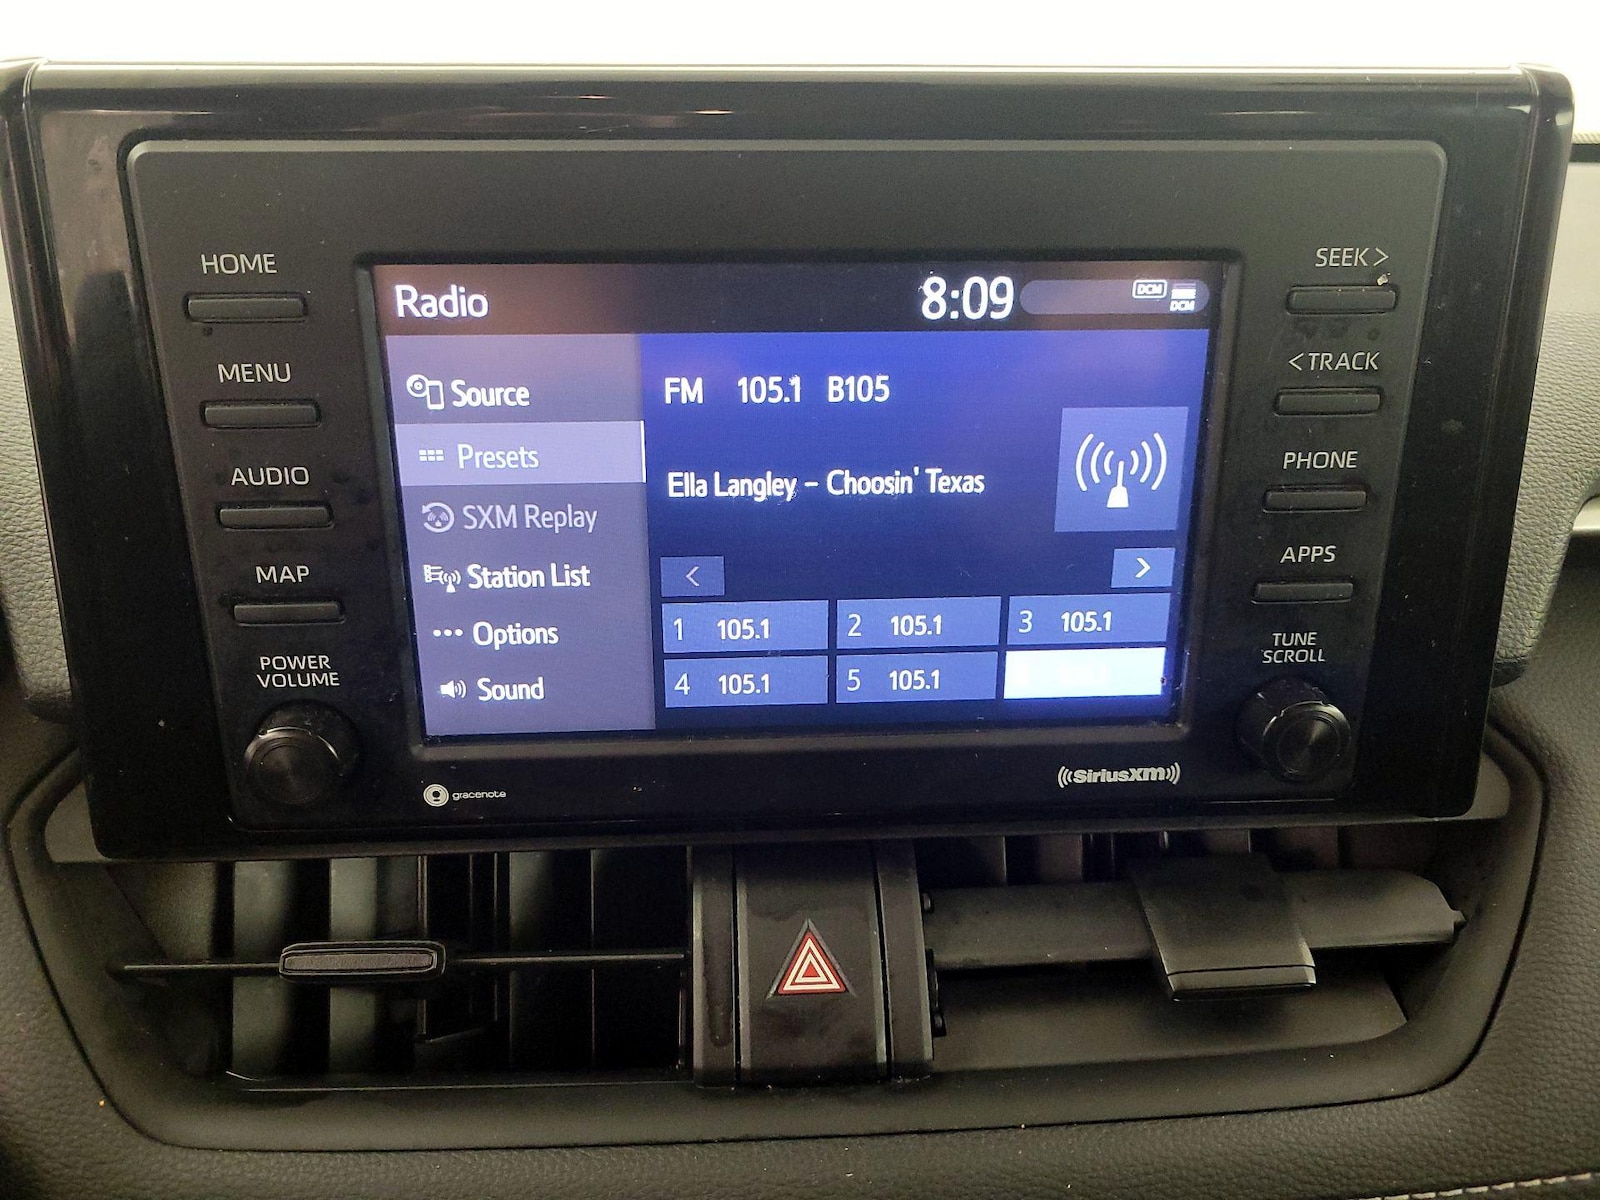 HOME
MENU
AUDIO
MAP
POWER
VOLUME
Radio
8:09
DCM
DCM
Source
Presets
SXM Replay
Station List
Options
Sound
FM 105.1 B105
Ella Langley – Choosin' Texas
<
>
1 105.1
2 105.1
3 105.1
4 105.1
5 105.1
SEEK >
< TRACK
PHONE
APPS
TUNE
SCROLL
gracenote
((SiriusXM))